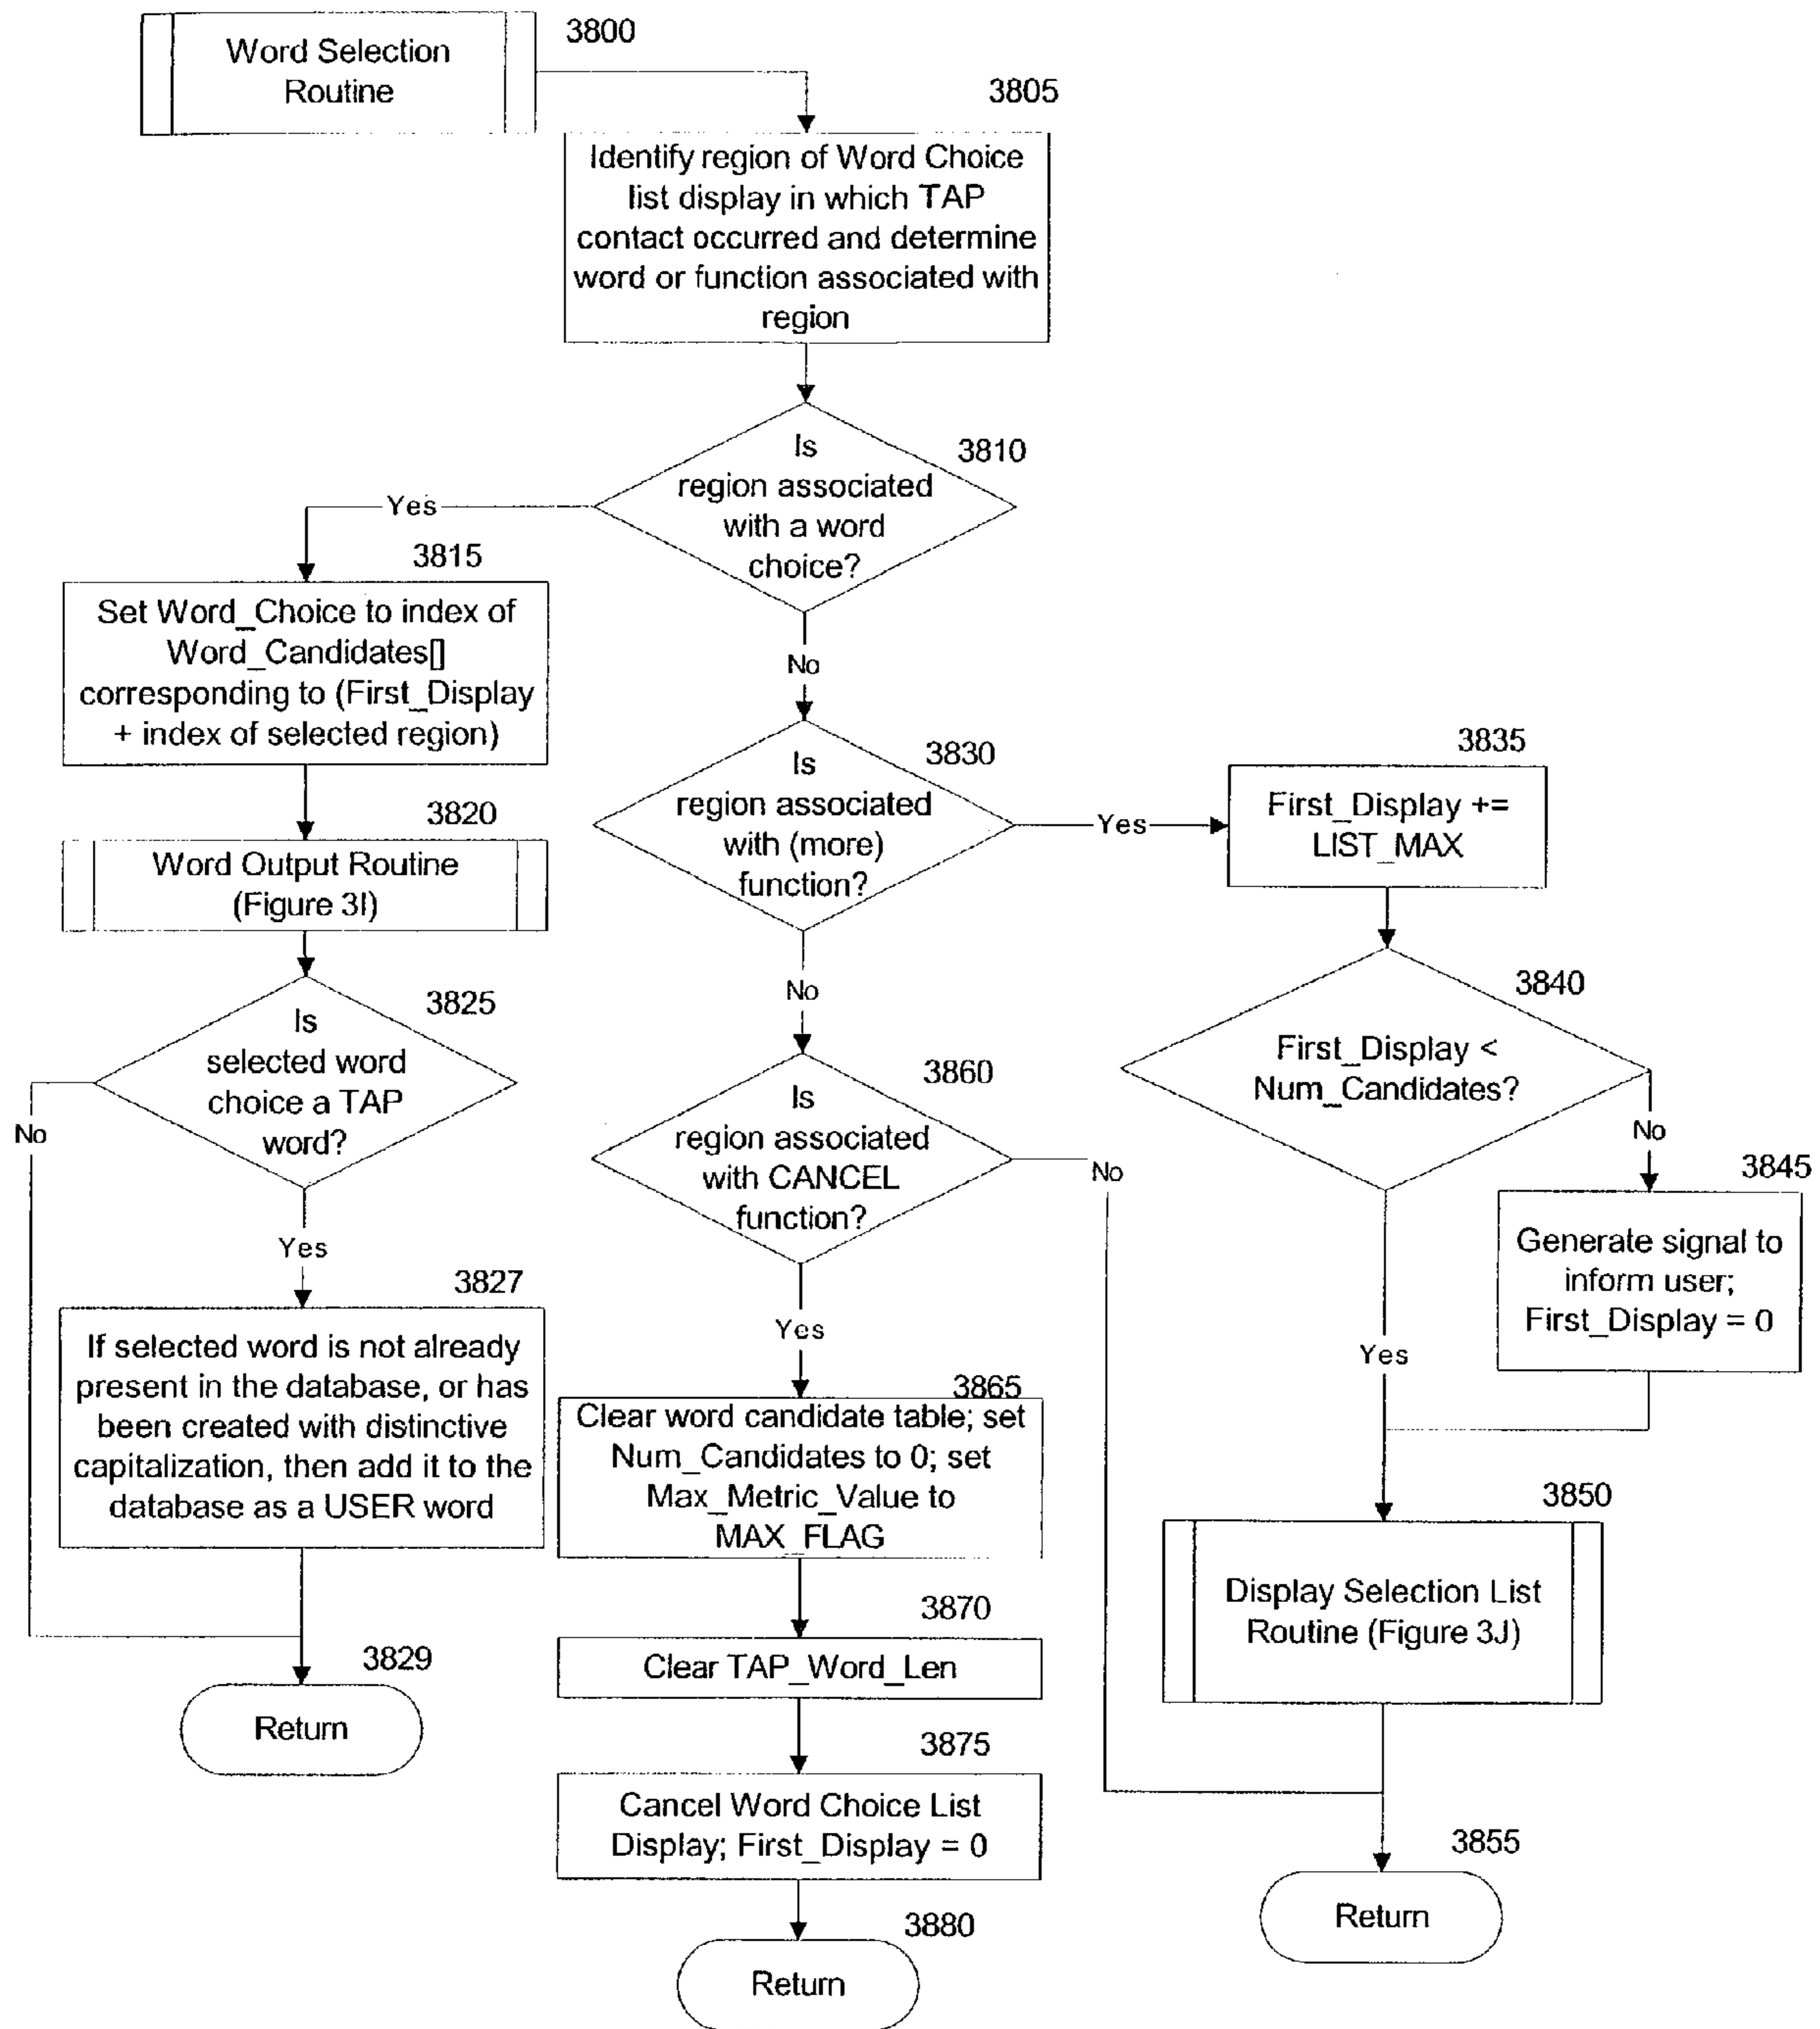 Word Selection
Routine
3800
3805
Identify region of Word Choice
list display in which TAP
contact occurred and determine
word or function associated with
region
Is
region associated
with a word
choice?
3810
Yes
No
3815
Set Word_Choice to index of
Word_Candidates[]
corresponding to (First_Display
+ index of selected region)
3820
Word Output Routine
(Figure 3I)
3825
Is
selected word
choice a TAP
word?
No
Yes
3827
If selected word is not already
present in the database, or has
been created with distinctive
capitalization, then add it to the
database as a USER word
3829
Return
3830
Is
region associated
with (more)
function?
Yes
No
3835
First_Display +=
LIST_MAX
3840
First_Display <
Num_Candidates?
No
Yes
3845
Generate signal to
inform user;
First_Display = 0
3850
Display Selection List
Routine (Figure 3J)
3855
Return
3860
Is
region associated
with CANCEL
function?
No
Yes
3865
Clear word candidate table; set
Num_Candidates to 0; set
Max_Metric_Value to
MAX_FLAG
3870
Clear TAP_Word_Len
3875
Cancel Word Choice List
Display; First_Display = 0
3880
Return